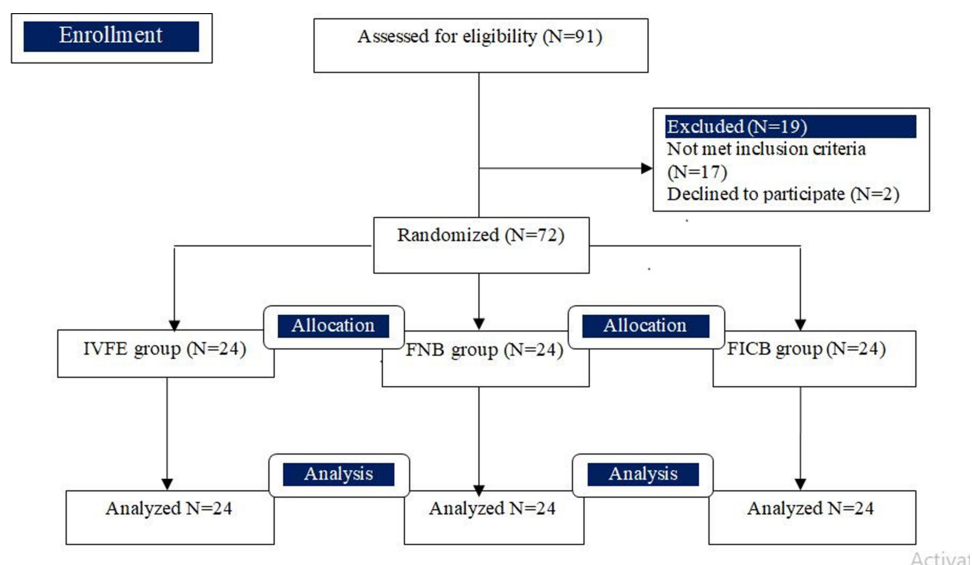 Enrollment
Assessed for eligibility (N=91)
Excluded (N=19)
Not met inclusion criteria
(N=17)
Declined to participate (N=2)
Randomized (N=72)
Allocation
Allocation
IVFE group (N=24)
FNB group (N=24)
FICB group (N=24)
Analysis
Analysis
Analyzed N=24
Analyzed N=24
Analyzed N=24
Activat